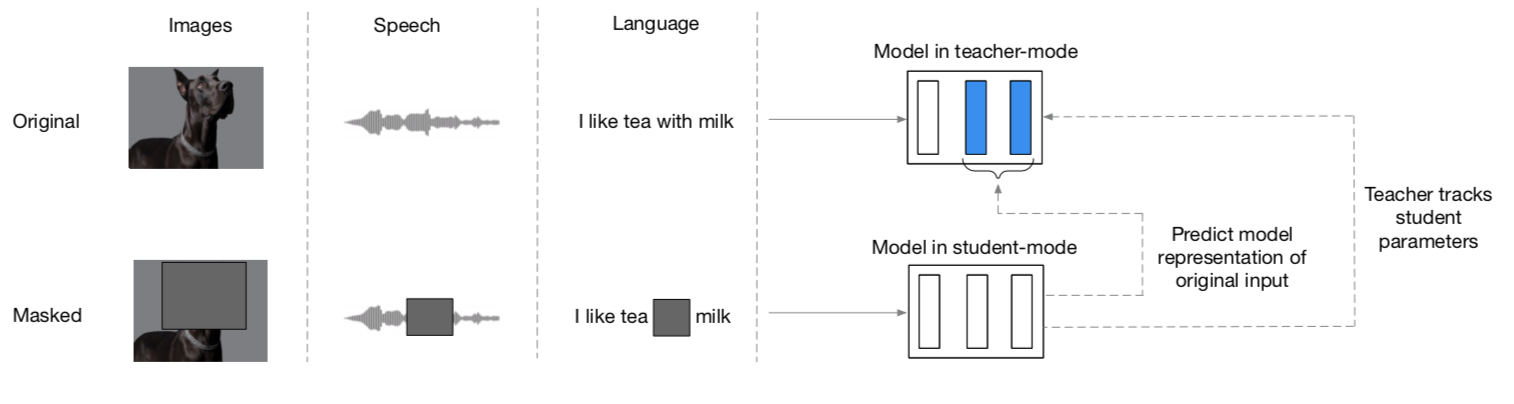 Images
Speech
Language
Model in teacher-mode
Original
I like tea with milk
Teacher tracks
student
parameters
Predict model
representation of
original input
Model in student-mode
Masked
I like tea milk